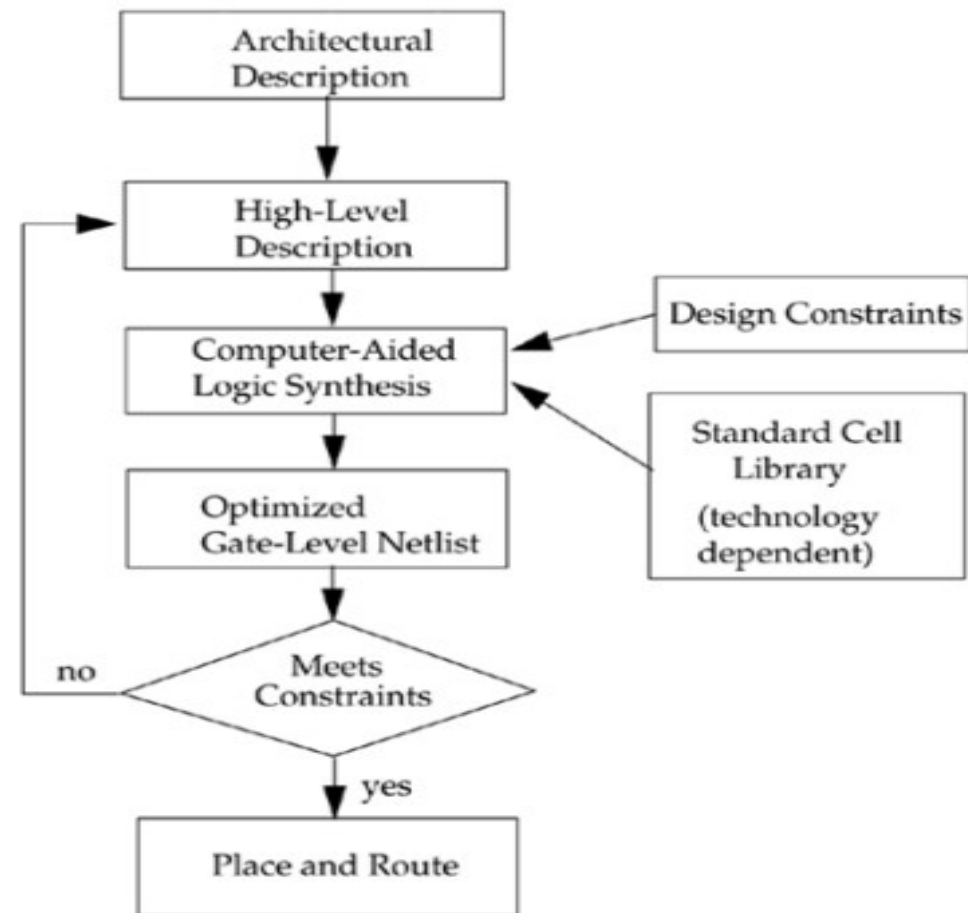 Architectural
Description
High-Level
Description
Design Constraints
Computer-Aided
Logic Synthesis
Standard Cell
Library
(technology
dependent)
Optimized
Gate-Level Netlist
Meets
Constraints
no
yes
Place and Route